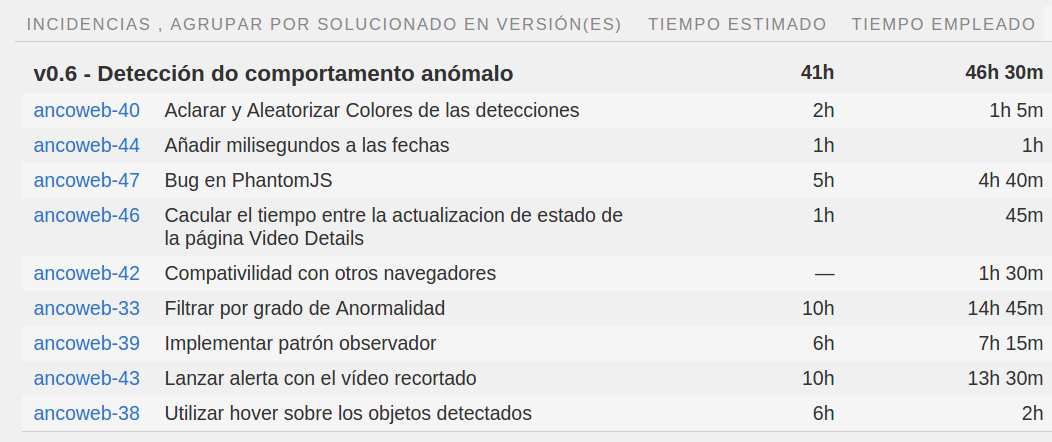 INCIDENCIAS , AGRUPAR POR SOLUCIONADO EN VERSIÓN(ES) TIEMPO ESTIMADO TIEMPO EMPLEADO
v0.6 - Detección do comportamento anómalo 41h 46h 30m
ancoweb-40 Aclarar y Aleatorizar Colores de las detecciones 2h 1h 5m
ancoweb-44 Añadir milisegundos a las fechas 1h 1h
ancoweb-47 Bug en PhantomJS 5h 4h 40m
ancoweb-46 Cacular el tiempo entre la actualizacion de estado de 1h 45m
la página Video Details
ancoweb-42 Compativilidad con otros navegadores — 1h 30m
ancoweb-33 Filtrar por grado de Anormalidad 10h 14h 45m
ancoweb-39 Implementar patrón observador 6h 7h 15m
ancoweb-43 Lanzar alerta con el vídeo recortado 10h 13h 30m
ancoweb-38 Utilizar hover sobre los objetos detectados 6h 2h